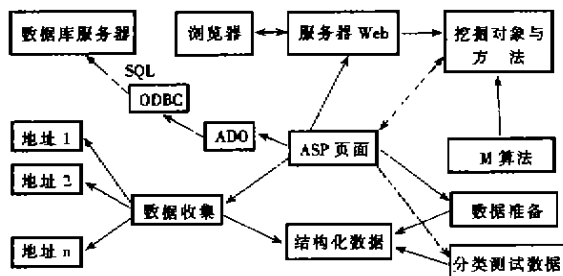 数据库服务器
浏览器
服务器 Web
挖掘对象与
方 法
SQL
ODBC
地址 1
ADO
ASP 页面
M 算法
地址 2
数据收集
数据准备
结构化数据
地址 n
分类测试数据